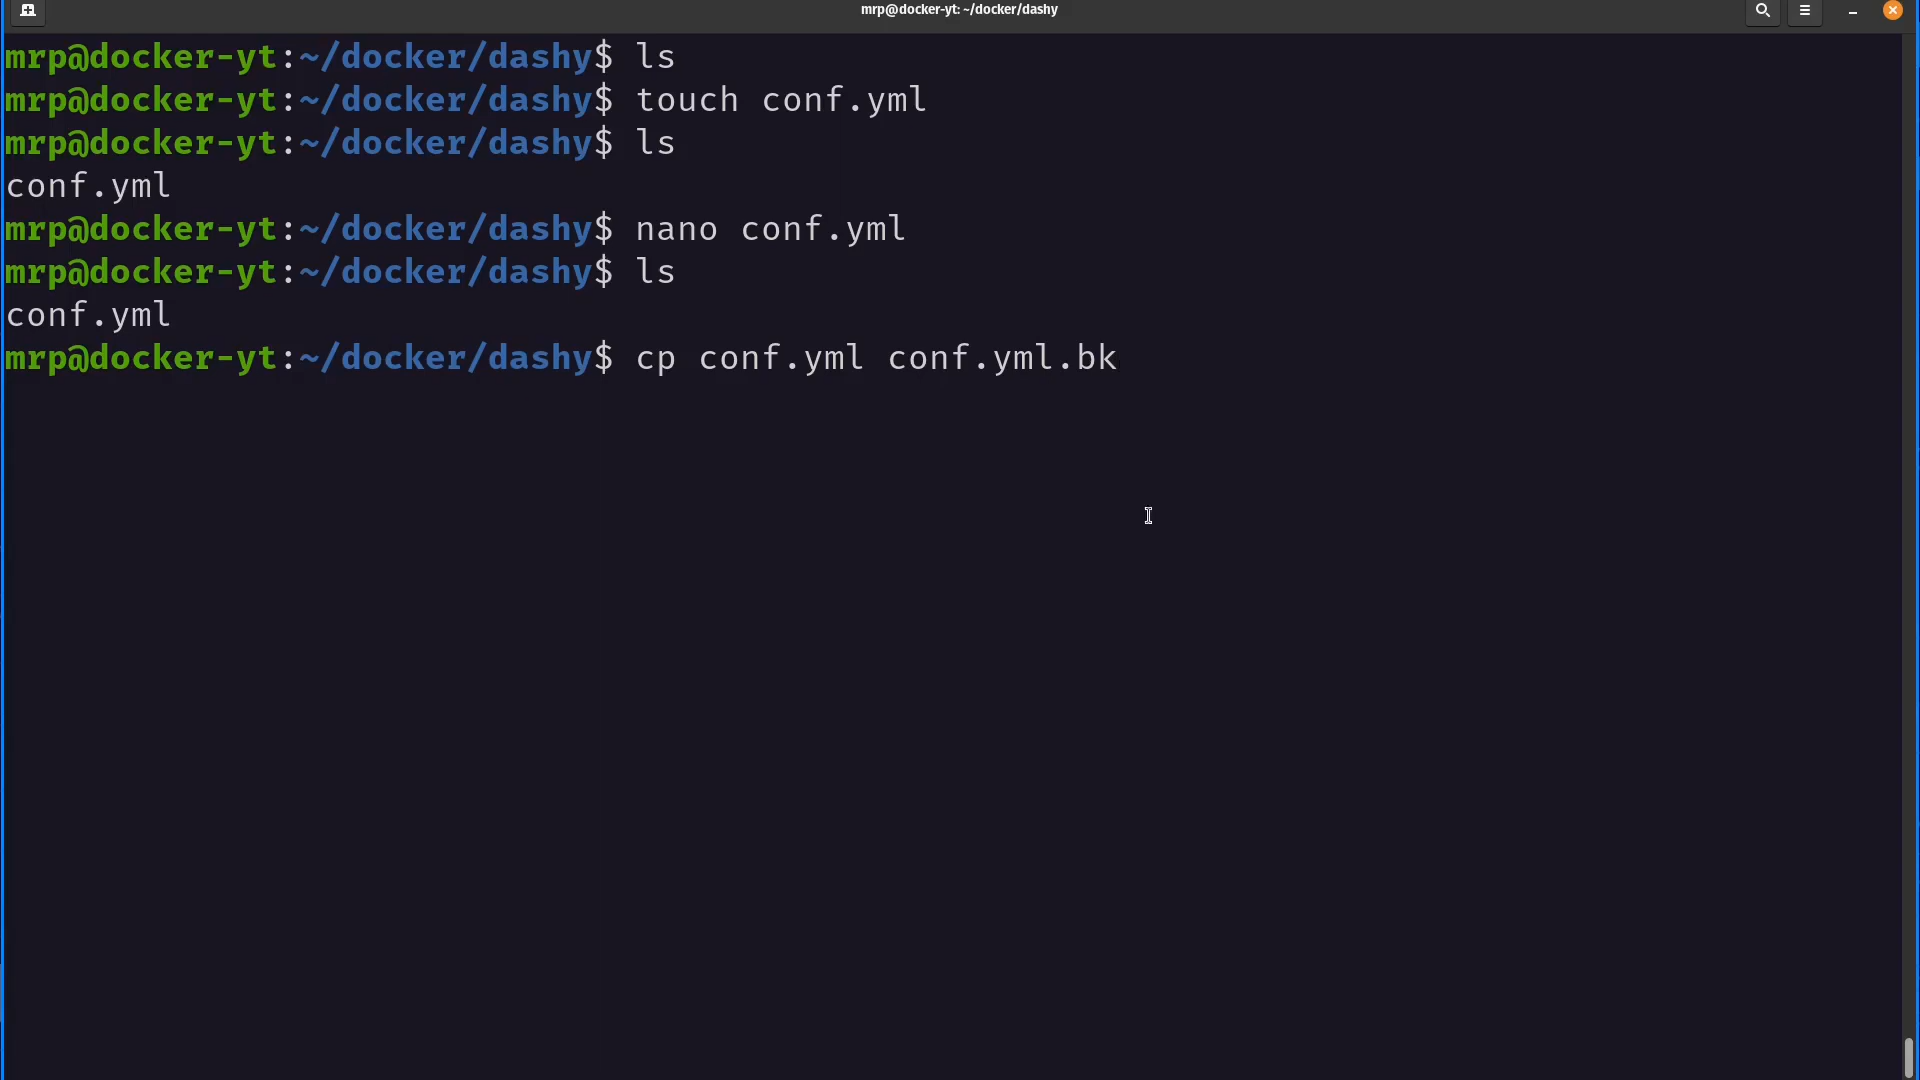 mrp@docker-yt: ~/docker/dashy
mrp@docker-yt:~/docker/dashy$ ls
mrp@docker-yt:~/docker/dashy$ touch conf.yml
mrp@docker-yt:~/docker/dashy$ ls
conf.yml
mrp@docker-yt:~/docker/dashy$ nano conf.yml
mrp@docker-yt:~/docker/dashy$ ls
conf.yml
mrp@docker-yt:~/docker/dashy$ cp conf.yml conf.yml.bk